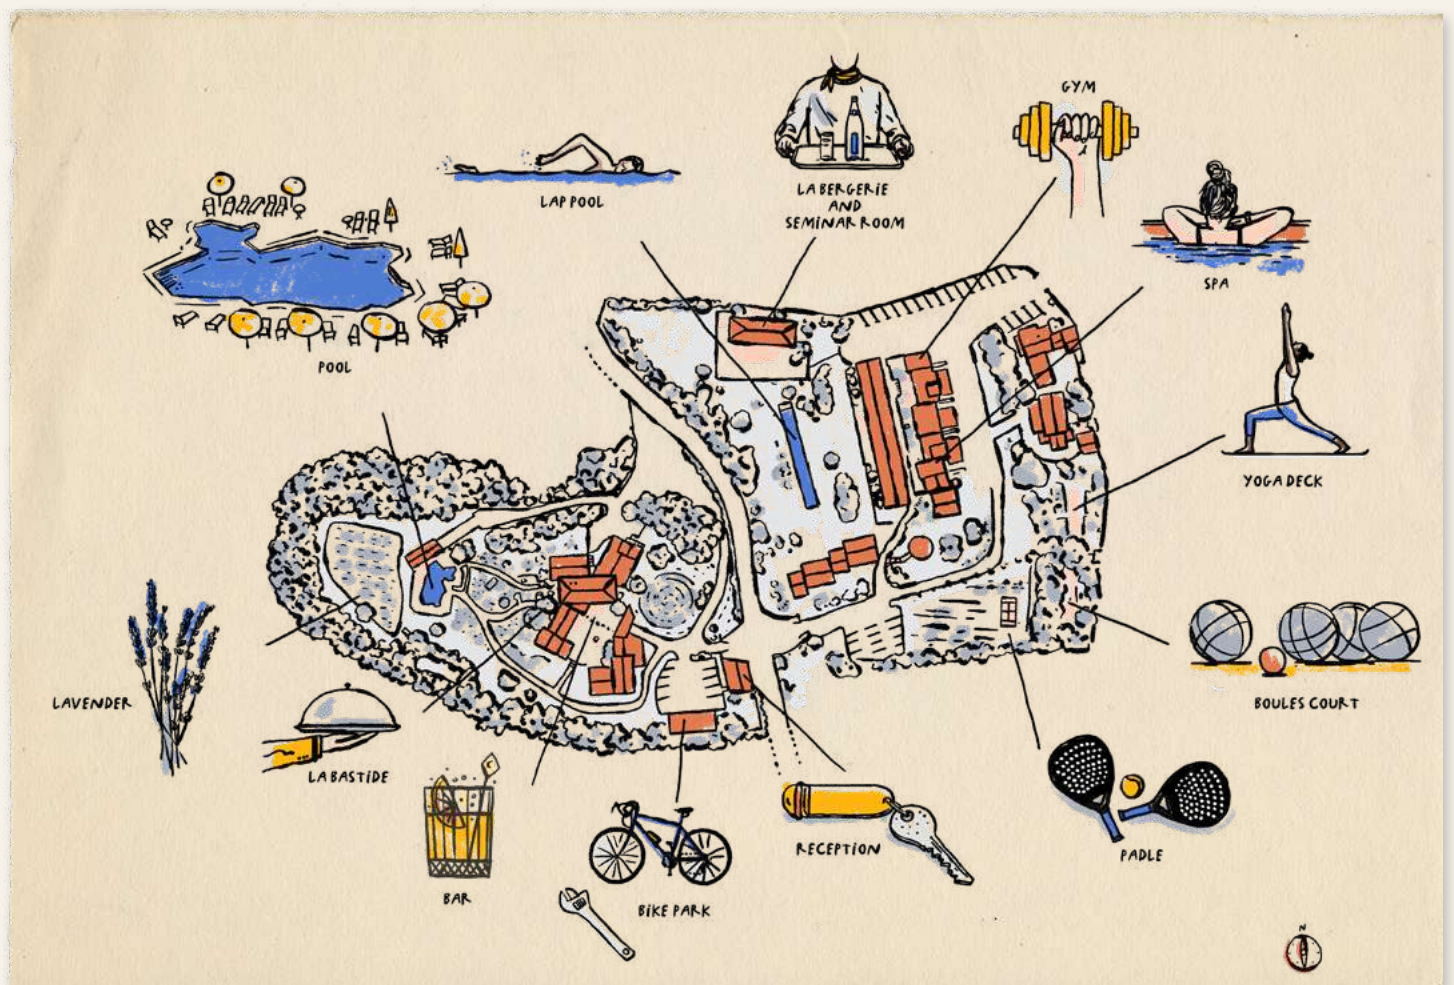 GYM
LA BERGERIE
AND
SEMINAR ROOM
LAP POOL
SPA
POOL
YOGA DECK
LAVENDER
BOULES COURT
LA BASTIDE
RECEPTION
PADLE
BAR
BIKE PARK
N